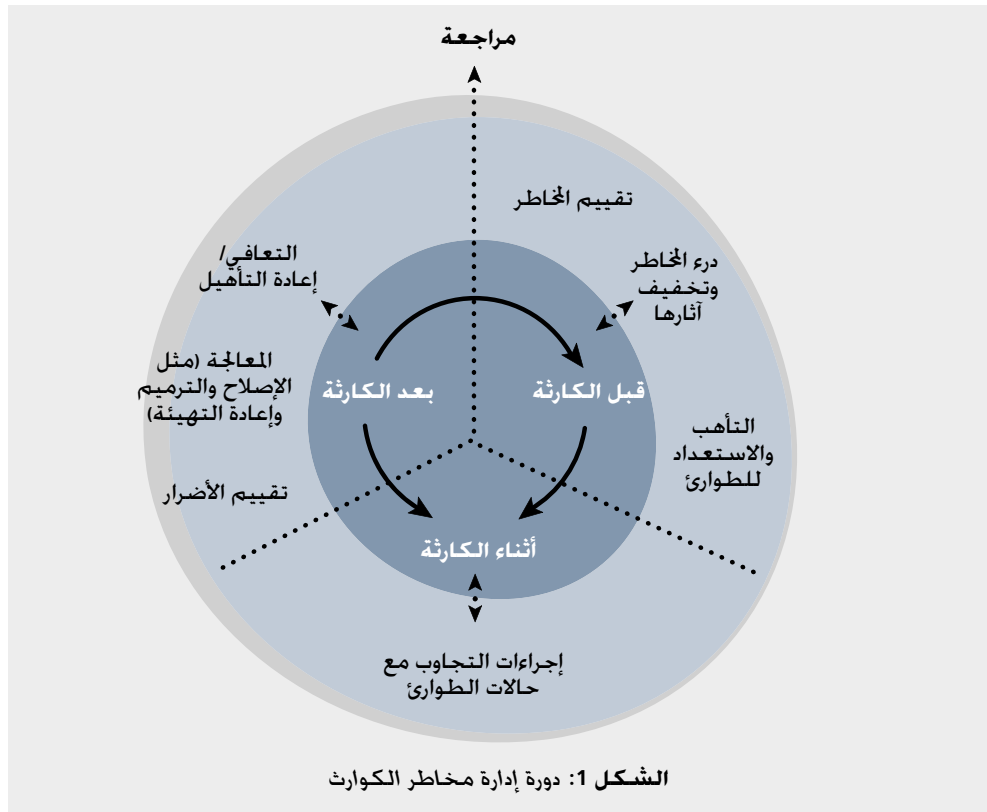 مراجعة
تقييم المخاطر
درء المخاطر
وتخفيف
آثارها
التأهب
والاستعداد
للطوارئ
قبل الكارثة
بعد الكارثة
أثناء الكارثة
التعافي/
إعادة التأهيل
المعالجة (مثل
الإصلاح والترميم
وإعادة التهيئة)
تقييم الأضرار
إجراءات التجاوب مع
حالات الطوارئ
الشكل 1: دورة إدارة مخاطر الكوارث